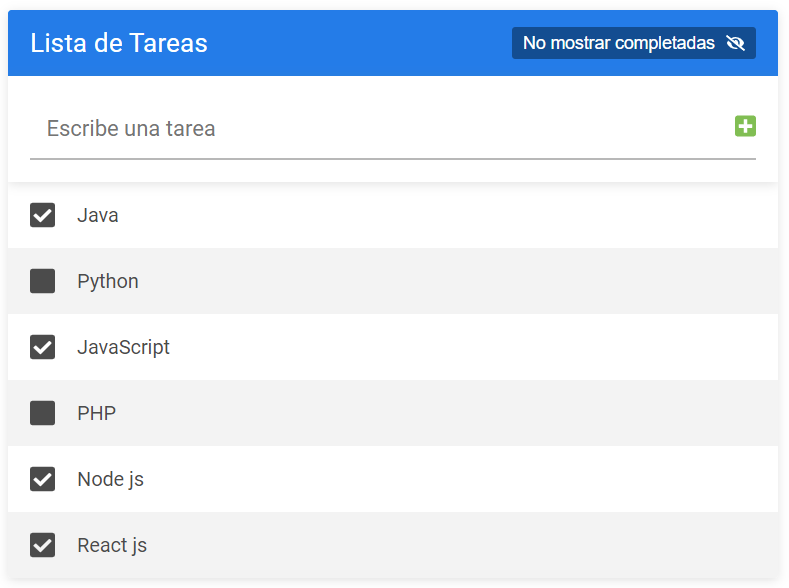 Lista de Tareas
No mostrar completadas
Escribe una tarea
Java
Python
JavaScript
PHP
Node js
React js